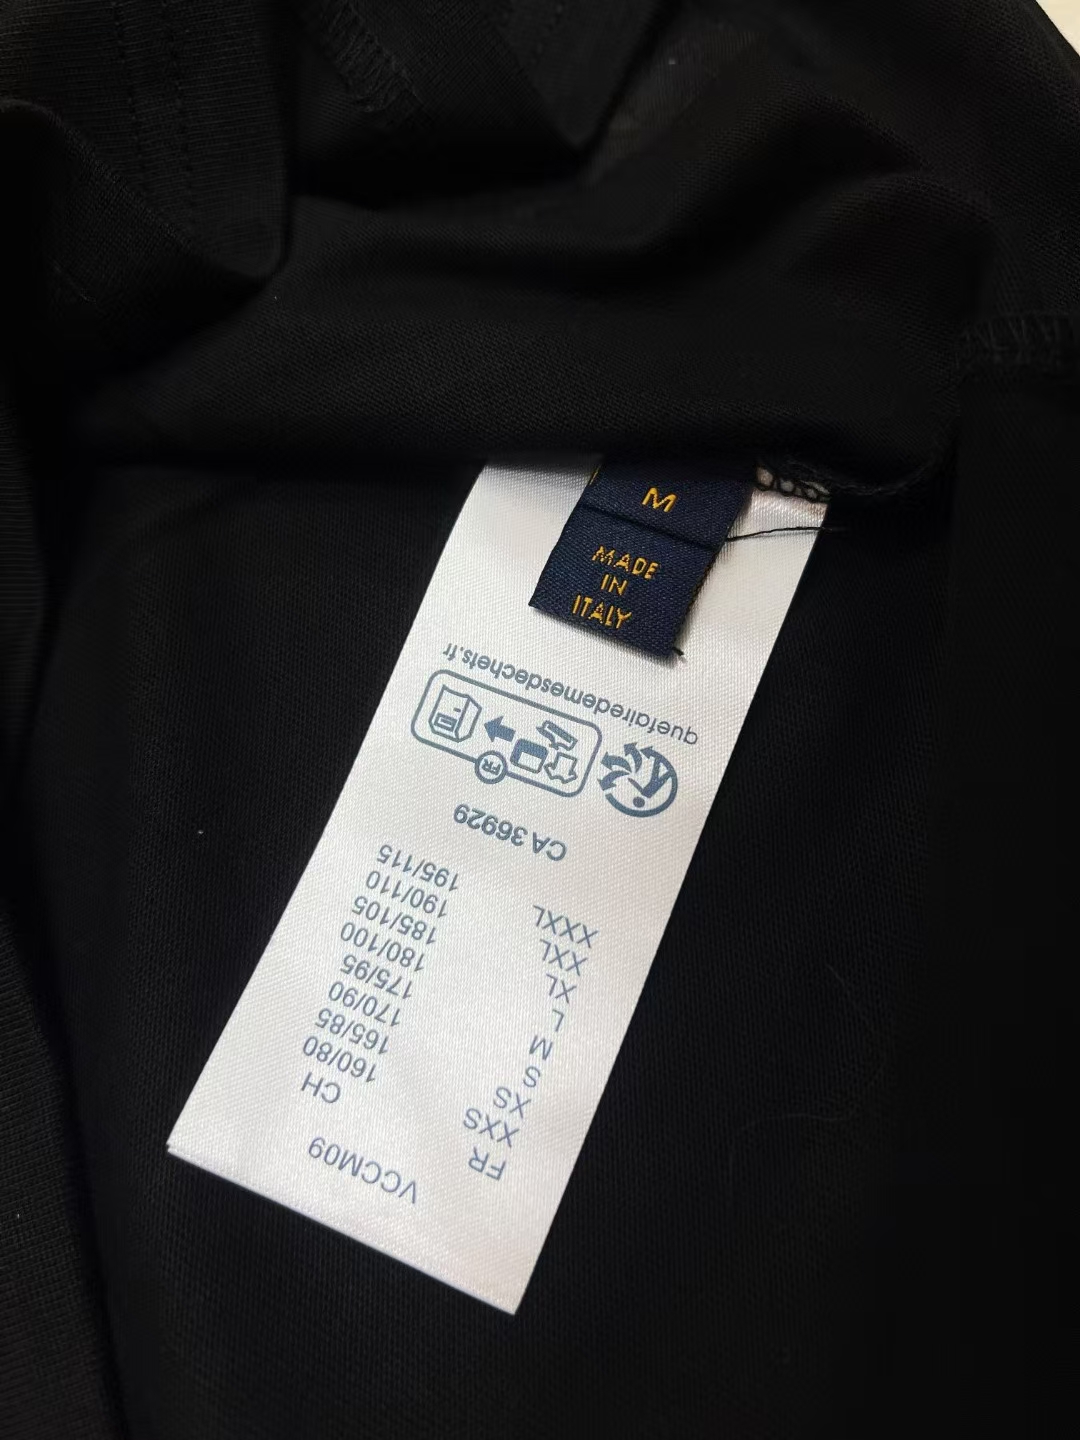 M
MADE
IN
ITALY
VCCM09
FR CH
XXS 160/80
XS 165/85
S 170/90
M 175/95
L 180/100
XL 185/105
XXL 190/110
XXXL 195/115
CA 36929
FR
quefairedemesdechets.fr